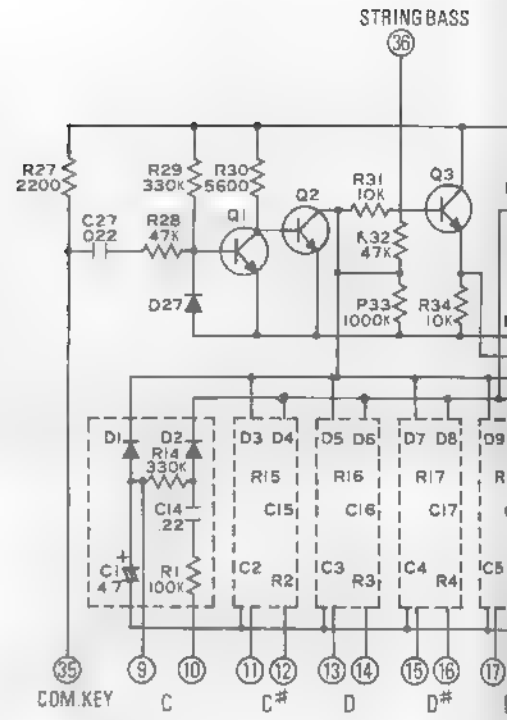 STRING BASS
36
R27
2200
R29
330K
R30
5600
R31
10K
Q3
Q2
C27
.022
R28
47K
Q1
R32
47K
D27
R33
1000K
R34
10K
D1
D2
R14
330K
D3 D4
D5 D6
D7 D8
D9
R15
R16
R17
R
C14
.22
C15
C16
C17
C1
47
+
R1
100K
C2
R2
C3
R3
C4
R4
C5
35
9
10
11
12
13
14
15
16
17
COM.KEY
C
C#
D
D#